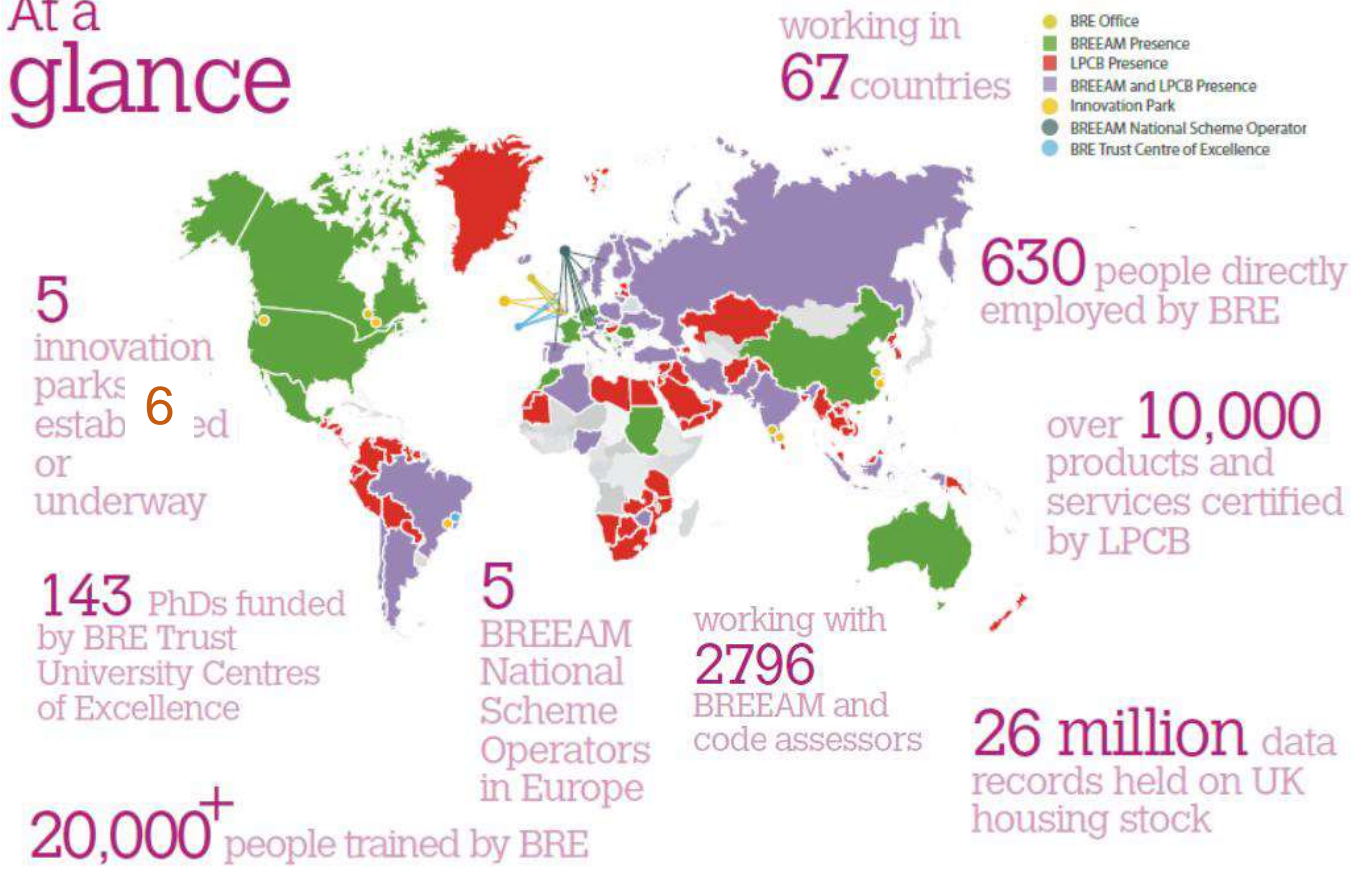 At a
glance
working in
67 countries
BRE Office
BREEAM Presence
LPCB Presence
BREEAM and LPCB Presence
Innovation Park
BREEAM National Scheme Operator
BRE Trust Centre of Excellence
5
innovation
parks
6
estab ed
or
underway
630 people directly
employed by BRE
over 10,000
products and
services certified
by LPCB
143 PhDs funded
by BRE Trust
University Centres
of Excellence
5
BREEAM
National
Scheme
Operators
in Europe
working with
2796
BREEAM and
code assessors
26 million data
records held on UK
housing stock
20,000+ people trained by BRE